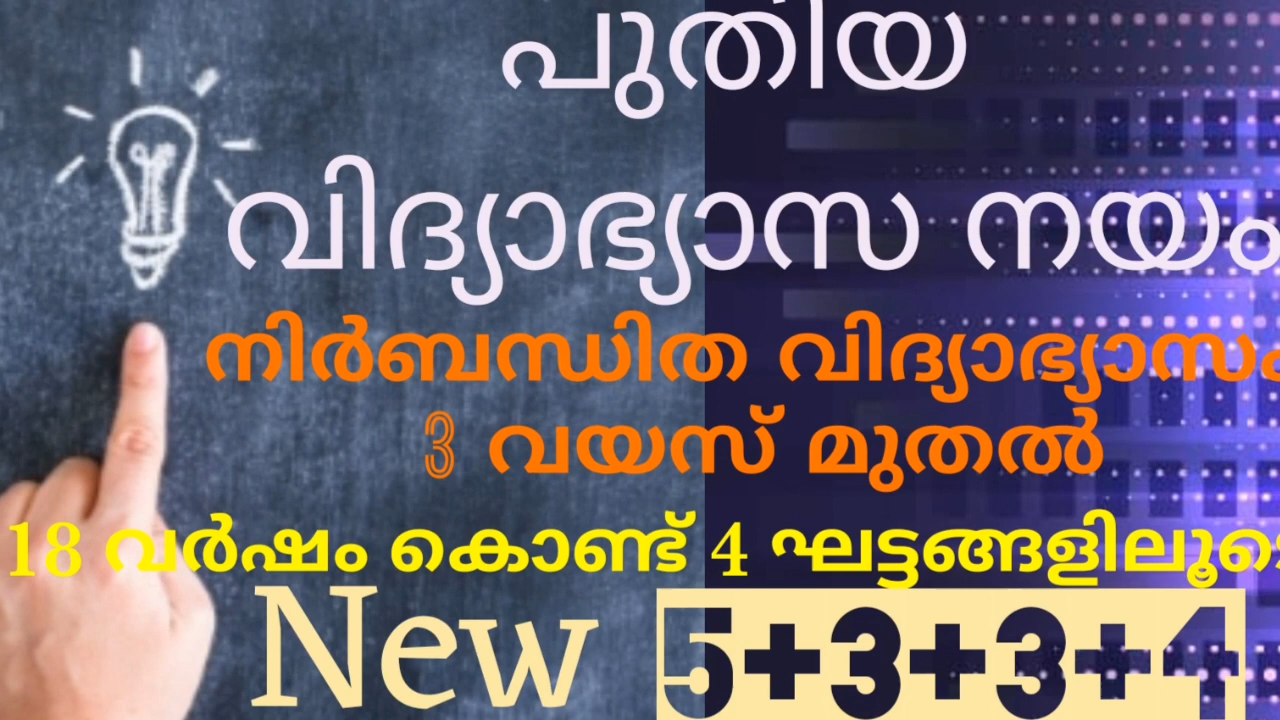 പുതിയ
വിദ്യാഭ്യാസ നയം
നിർബന്ധിത വിദ്യാഭ്യാസം
3 വയസ് മുതൽ
18 വർഷം കൊണ്ട് 4 ഘട്ടങ്ങളിലൂടെ
New 5+3+3+4